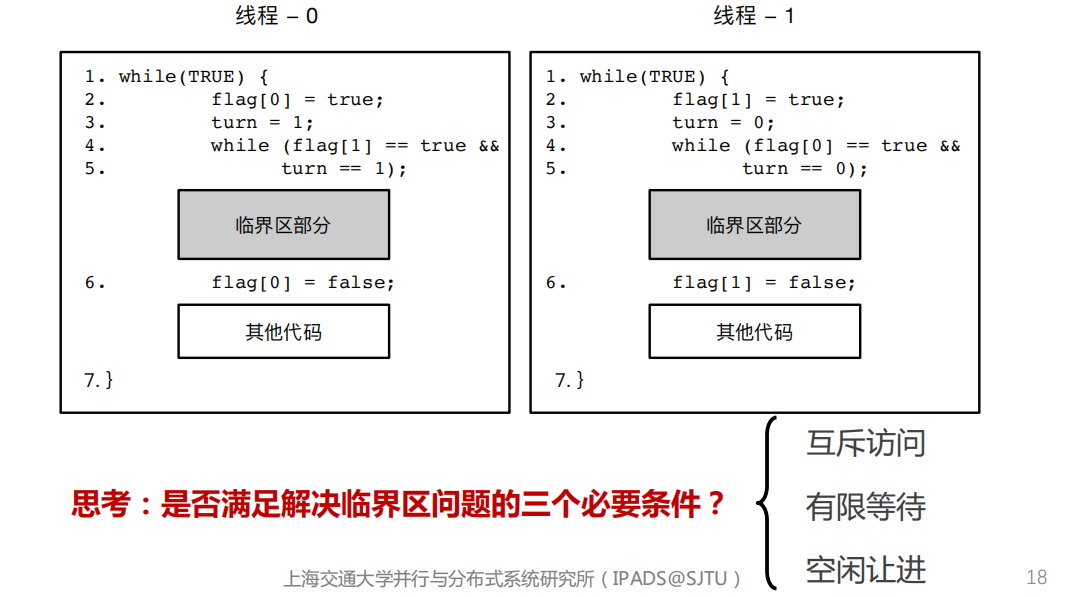 线程 – 0
1. while(TRUE) {
2. flag[0] = true;
3. turn = 1;
4. while (flag[1] == true &&
5. turn == 1);
临界区部分
6. flag[0] = false;
其他代码
7. }
线程 – 1
1. while(TRUE) {
2. flag[1] = true;
3. turn = 0;
4. while (flag[0] == true &&
5. turn == 0);
临界区部分
6. flag[1] = false;
其他代码
7. }
思考：是否满足解决临界区问题的三个必要条件？
互斥访问
有限等待
空闲让进
上海交通大学并行与分布式系统研究所（IPADS@SJTU）
18